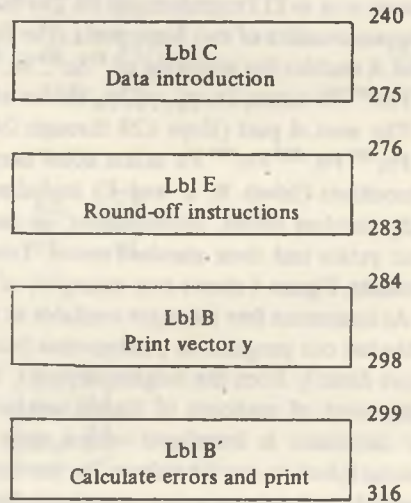 240
Lbl C
Data introduction
275
276
Lbl E
Round-off instructions
283
284
Lbl B
Print vector y
298
299
Lbl B′
Calculate errors and print
316